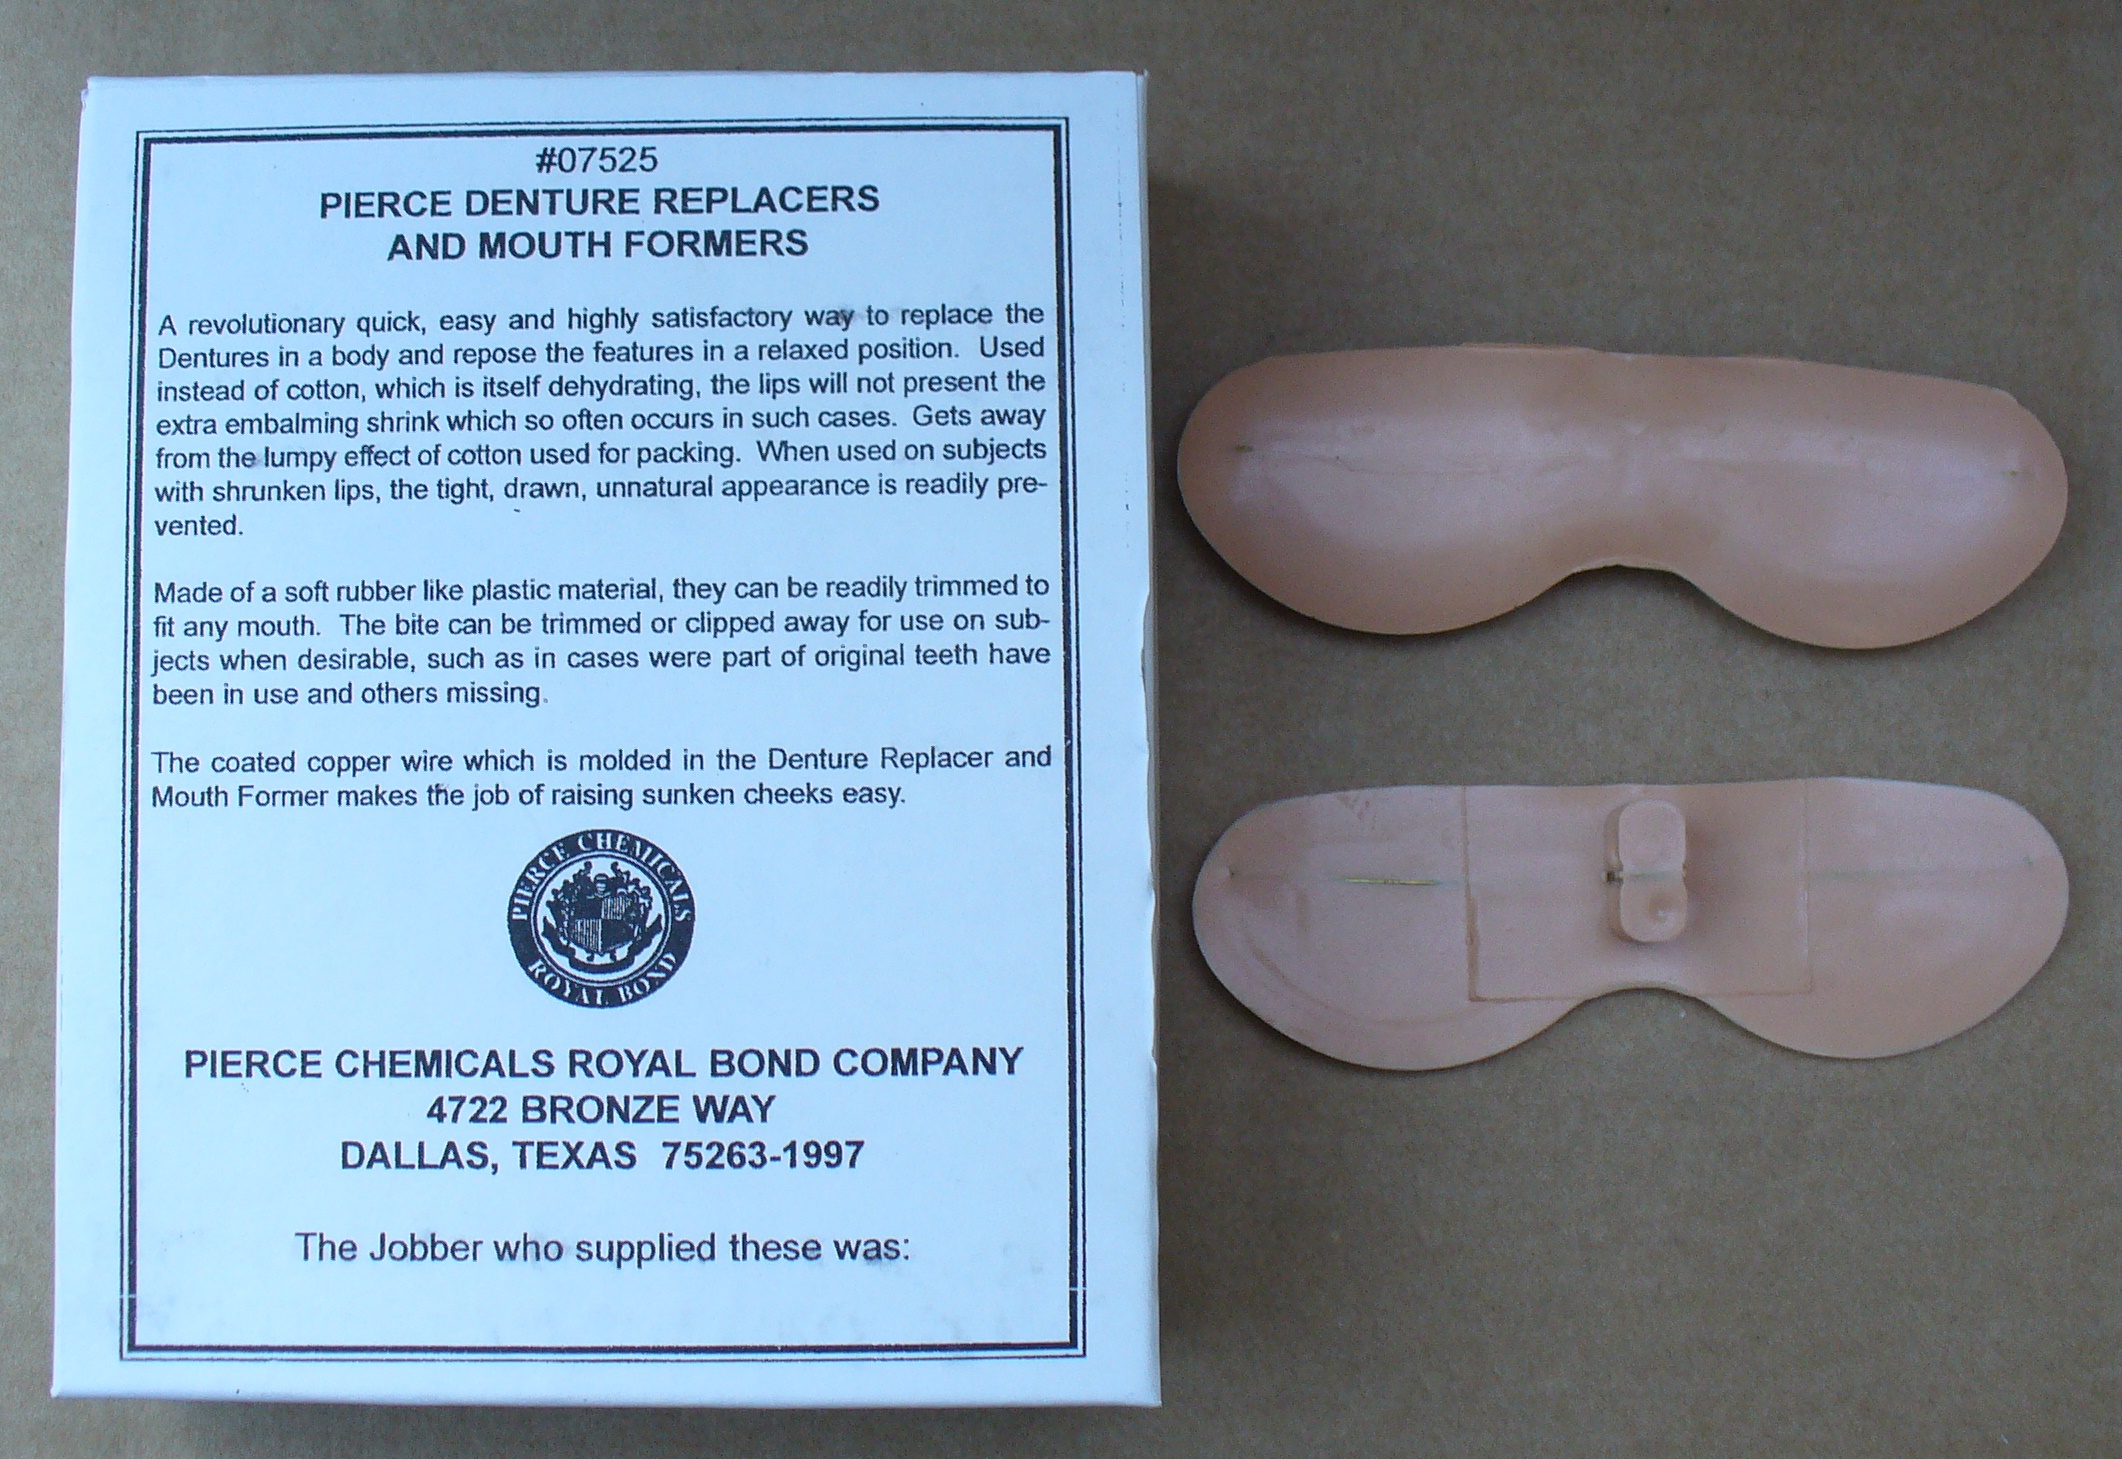 #07525
PIERCE DENTURE REPLACERS
AND MOUTH FORMERS
A revolutionary quick, easy and highly satisfactory way to replace the
Dentures in a body and repose the features in a relaxed position. Used
instead of cotton, which is itself dehydrating, the lips will not present the
extra embalming shrink which so often occurs in such cases. Gets away
from the lumpy effect of cotton used for packing. When used on subjects
with shrunken lips, the tight, drawn, unnatural appearance is readily pre-
vented.
Made of a soft rubber like plastic material, they can be readily trimmed to
fit any mouth. The bite can be trimmed or clipped away for use on sub-
jects when desirable, such as in cases were part of original teeth have
been in use and others missing.
The coated copper wire which is molded in the Denture Replacer and
Mouth Former makes the job of raising sunken cheeks easy.
PIERCE CHEMICALS
ROYAL BOND
PIERCE CHEMICALS ROYAL BOND COMPANY
4722 BRONZE WAY
DALLAS, TEXAS 75263-1997
The Jobber who supplied these was: